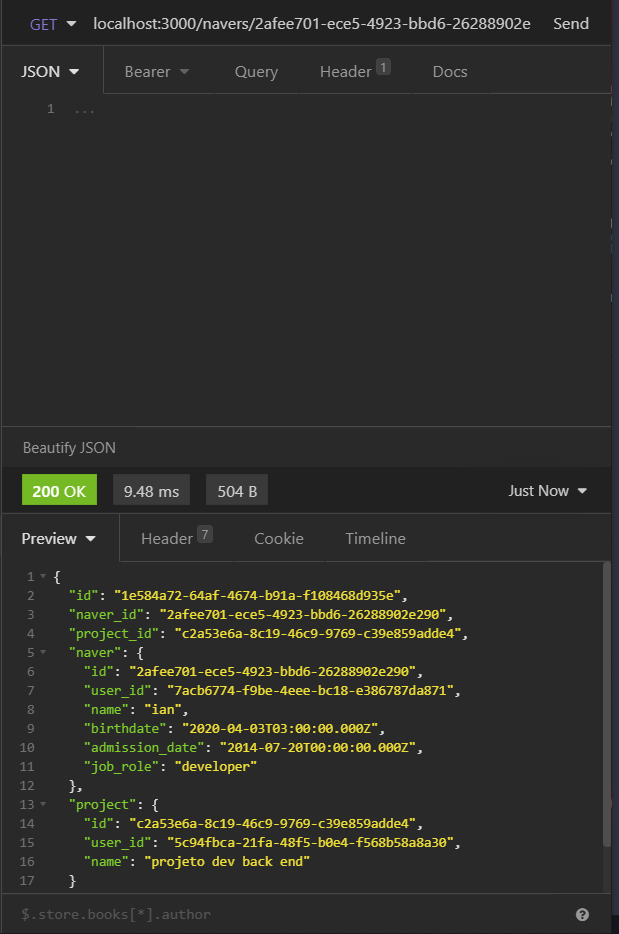 GET localhost:3000/navers/2afee701-ece5-4923-bbd6-26288902e Send
JSON Bearer Query Header 1 Docs
1 ...
Beautify JSON
200 OK 9.48 ms 504 B Just Now
Preview Header 7 Cookie Timeline
1 {
2 "id": "1e584a72-64af-4674-b91a-f108468d935e",
3 "naver_id": "2afee701-ece5-4923-bbd6-26288902e290",
4 "project_id": "c2a53e6a-8c19-46c9-9769-c39e859adde4",
5 "naver": {
6 "id": "2afee701-ece5-4923-bbd6-26288902e290",
7 "user_id": "7acb6774-f9be-4eee-bc18-e386787da871",
8 "name": "ian",
9 "birthdate": "2020-04-03T03:00:00.000Z",
10 "admission_date": "2014-07-20T00:00:00.000Z",
11 "job_role": "developer"
12 },
13 "project": {
14 "id": "c2a53e6a-8c19-46c9-9769-c39e859adde4",
15 "user_id": "5c94fbca-21fa-48f5-b0e4-f568b58a8a30",
16 "name": "projeto dev back end"
17 }
$.store.books[*].author ?